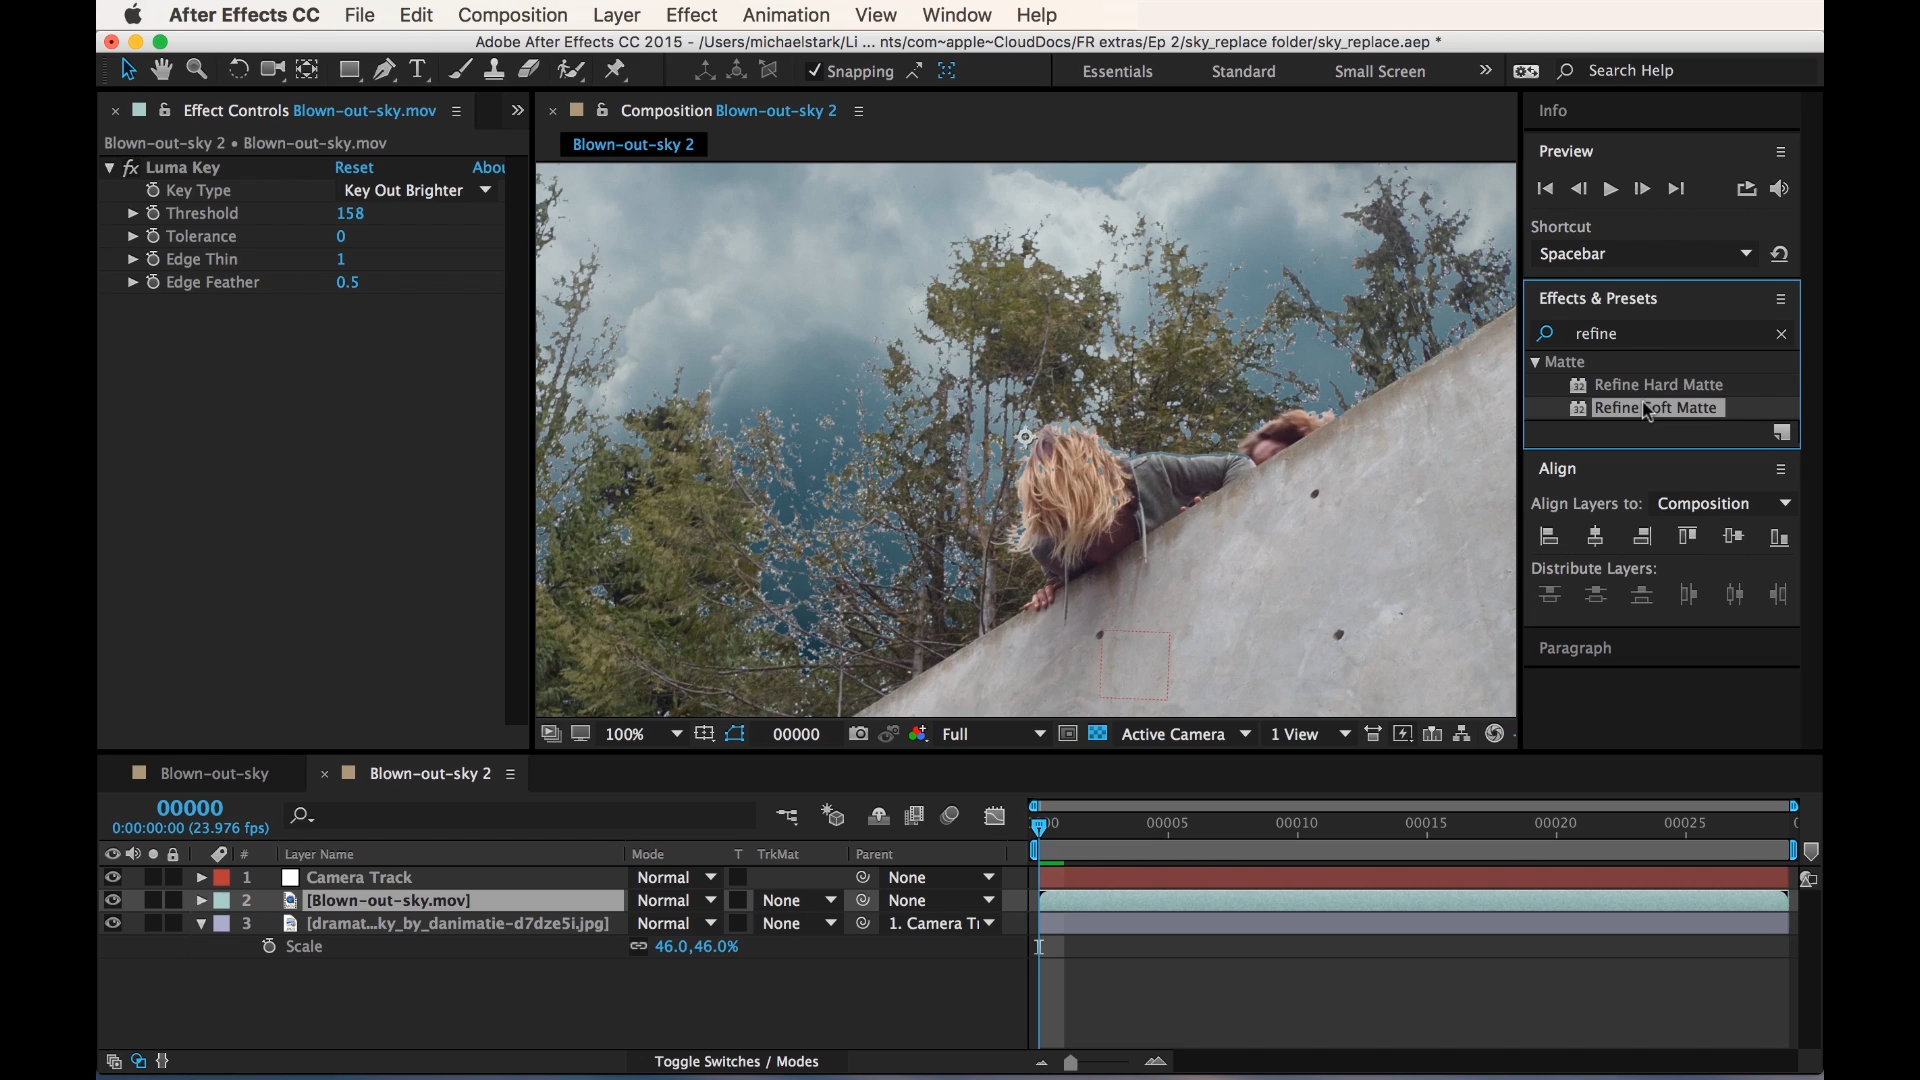 After Effects CC File Edit Composition Layer Effect Animation View Window Help
Adobe After Effects CC 2015 - /Users/michaelstark/Li ... nts/com~apple~CloudDocs/FR extras/Ep 2/sky_replace folder/sky_replace.aep *
T Snapping Essentials Standard Small Screen Search Help
Effect Controls Blown-out-sky.mov
Composition Blown-out-sky 2
Info
Blown-out-sky 2 • Blown-out-sky.mov
Blown-out-sky 2
Preview
fx Luma Key Reset Abou
Key Type Key Out Brighter
Threshold 158
Tolerance 0
Edge Thin 1
Edge Feather 0.5
Shortcut
Spacebar
Effects & Presets
refine
Matte
32 Refine Hard Matte
32 Refine Soft Matte
Align
Align Layers to: Composition
Distribute Layers:
Paragraph
100% 00000 Full Active Camera 1 View
Blown-out-sky Blown-out-sky 2
00000
0:00:00:00 (23.976 fps)
00 00005 00010 00015 00020 00025
# Layer Name Mode T TrkMat Parent
1 Camera Track Normal None
2 [Blown-out-sky.mov] Normal None None
3 [dramat...ky_by_danimatie-d7dze5i.jpg] Normal None 1. Camera Tr
Scale 46.0,46.0%
Toggle Switches / Modes